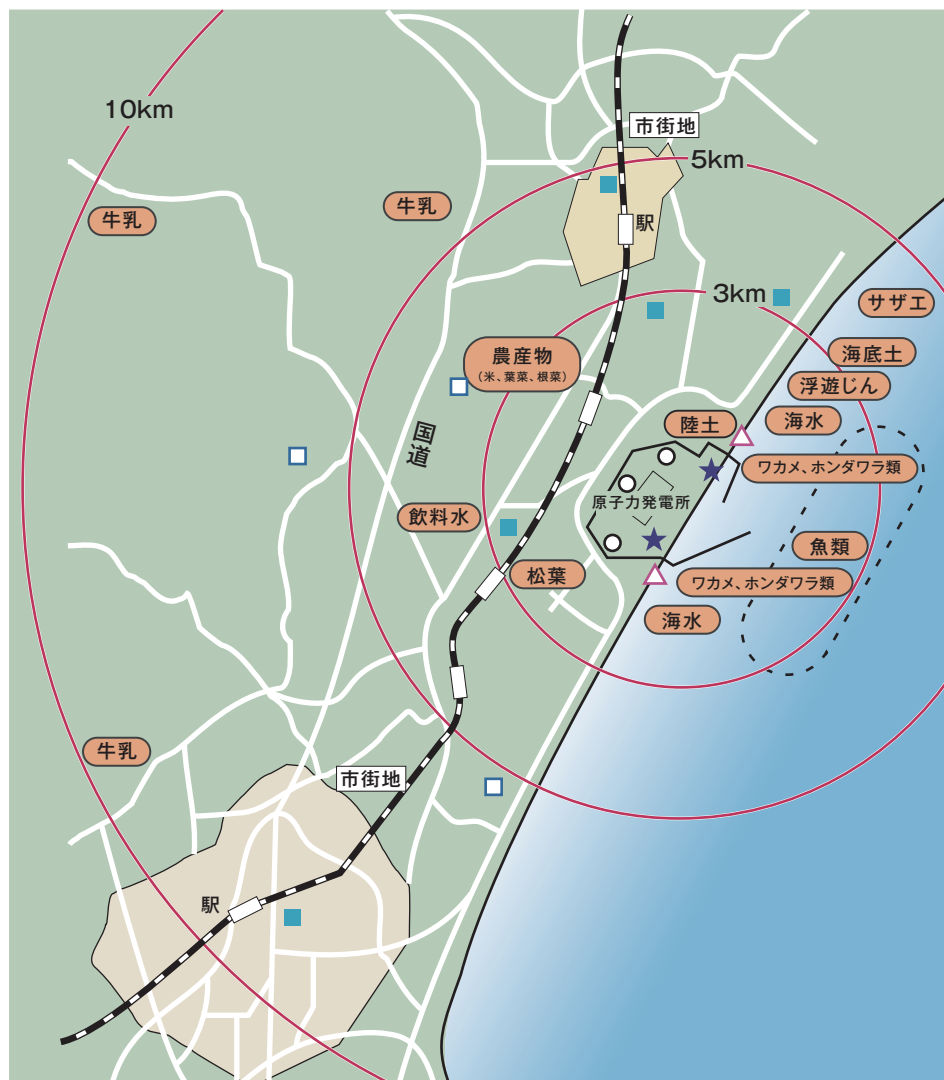 10km
市街地
5km
牛乳
牛乳
駅
3km
サザエ
農産物
(米、葉菜、根菜)
海底土
浮遊じん
海水
陸土
国道
ワカメ、ホンダワラ類
原子力発電所
飲料水
魚類
松葉
ワカメ、ホンダワラ類
海水
牛乳
市街地
駅